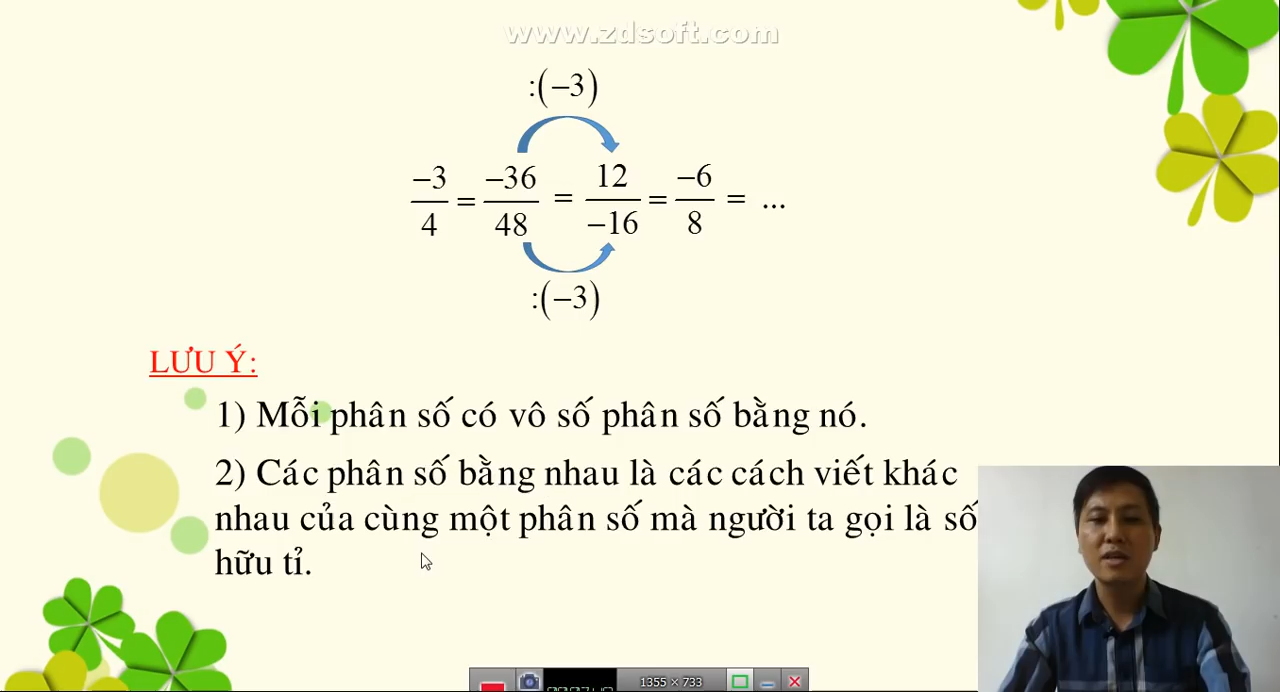 www.zdsoft.com
:(−3)
−3/4 = −36/48 = 12/−16 = −6/8 = ...
:(−3)
LƯU Ý:
1) Mỗi phân số có vô số phân số bằng nó.
2) Các phân số bằng nhau là các cách viết khác
nhau của cùng một phân số mà người ta gọi là số
hữu tỉ.
1355 × 733